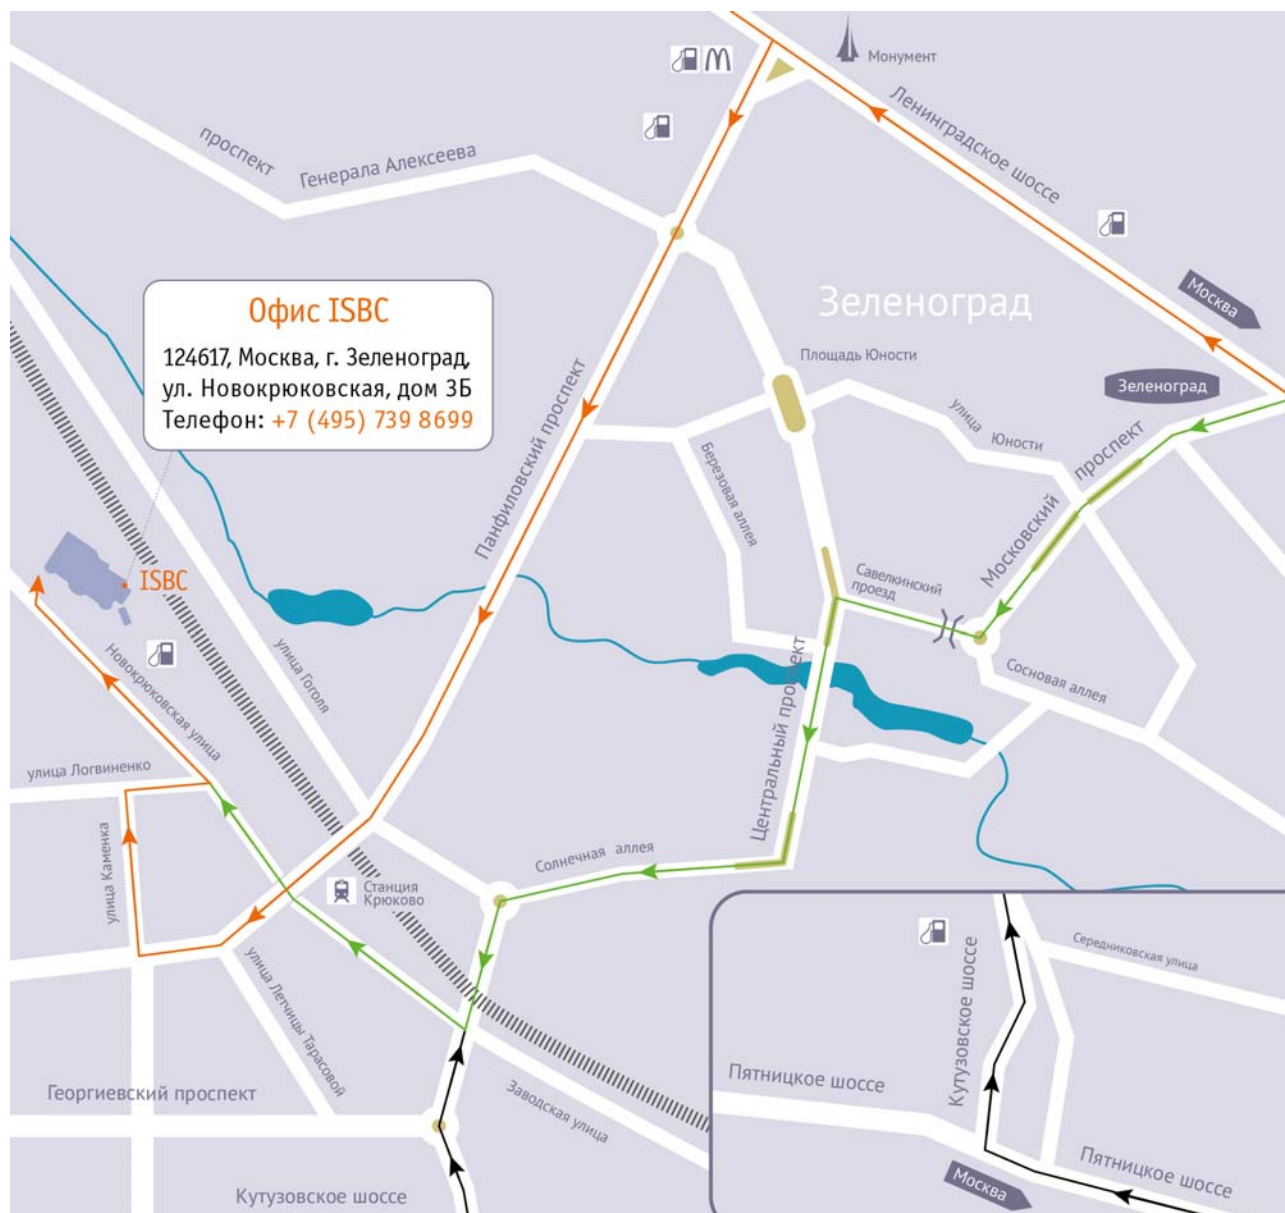 Монумент
Ленинградское шоссе
проспект
Генерала Алексеева
Москва
Зеленоград
Офис ISBC
124617, Москва, г. Зеленоград,
ул. Новокрюковская, дом 3Б
Телефон: +7 (495) 739 8699
Площадь Юности
Зеленоград
улица
Юности
проспект
Московский
Панфиловский проспект
Березовая аллея
Савелкинский
проезд
ISBC
Сосновая аллея
улица Гоголя
Новокрюковская улица
Центральный проспект
улица Логвиненко
улица Каменка
Солнечная аллея
Станция
Крюково
улица Летчицы Тарасовой
Георгиевский проспект
Заводская улица
Кутузовское шоссе
Середниковская улица
Кутузовское шоссе
Пятницкое шоссе
Пятницкое шоссе
Москва